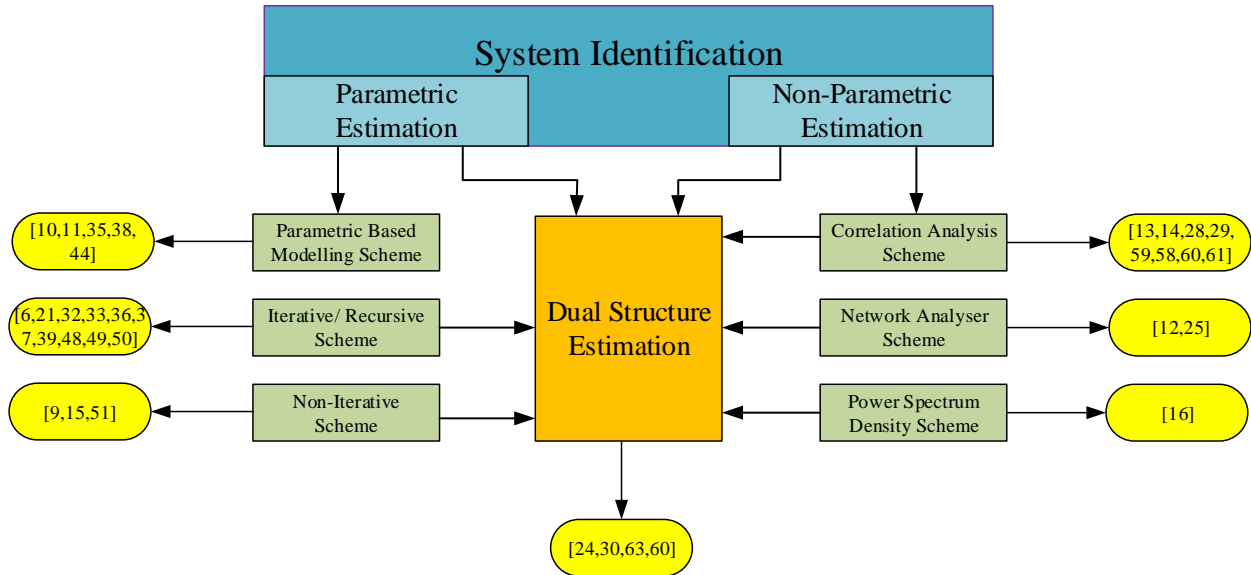 System Identification
Parametric
Estimation
Non-Parametric
Estimation
[10,11,35,38,
44]
Parametric Based
Modelling Scheme
Correlation Analysis
Scheme
[13,14,28,29,
59,58,60,61]
[6,21,32,33,36,3
7,39,48,49,50]
Iterative/ Recursive
Scheme
Dual Structure
Estimation
Network Analyser
Scheme
[12,25]
[9,15,51]
Non-Iterative
Scheme
Power Spectrum
Density Scheme
[16]
[24,30,63,60]